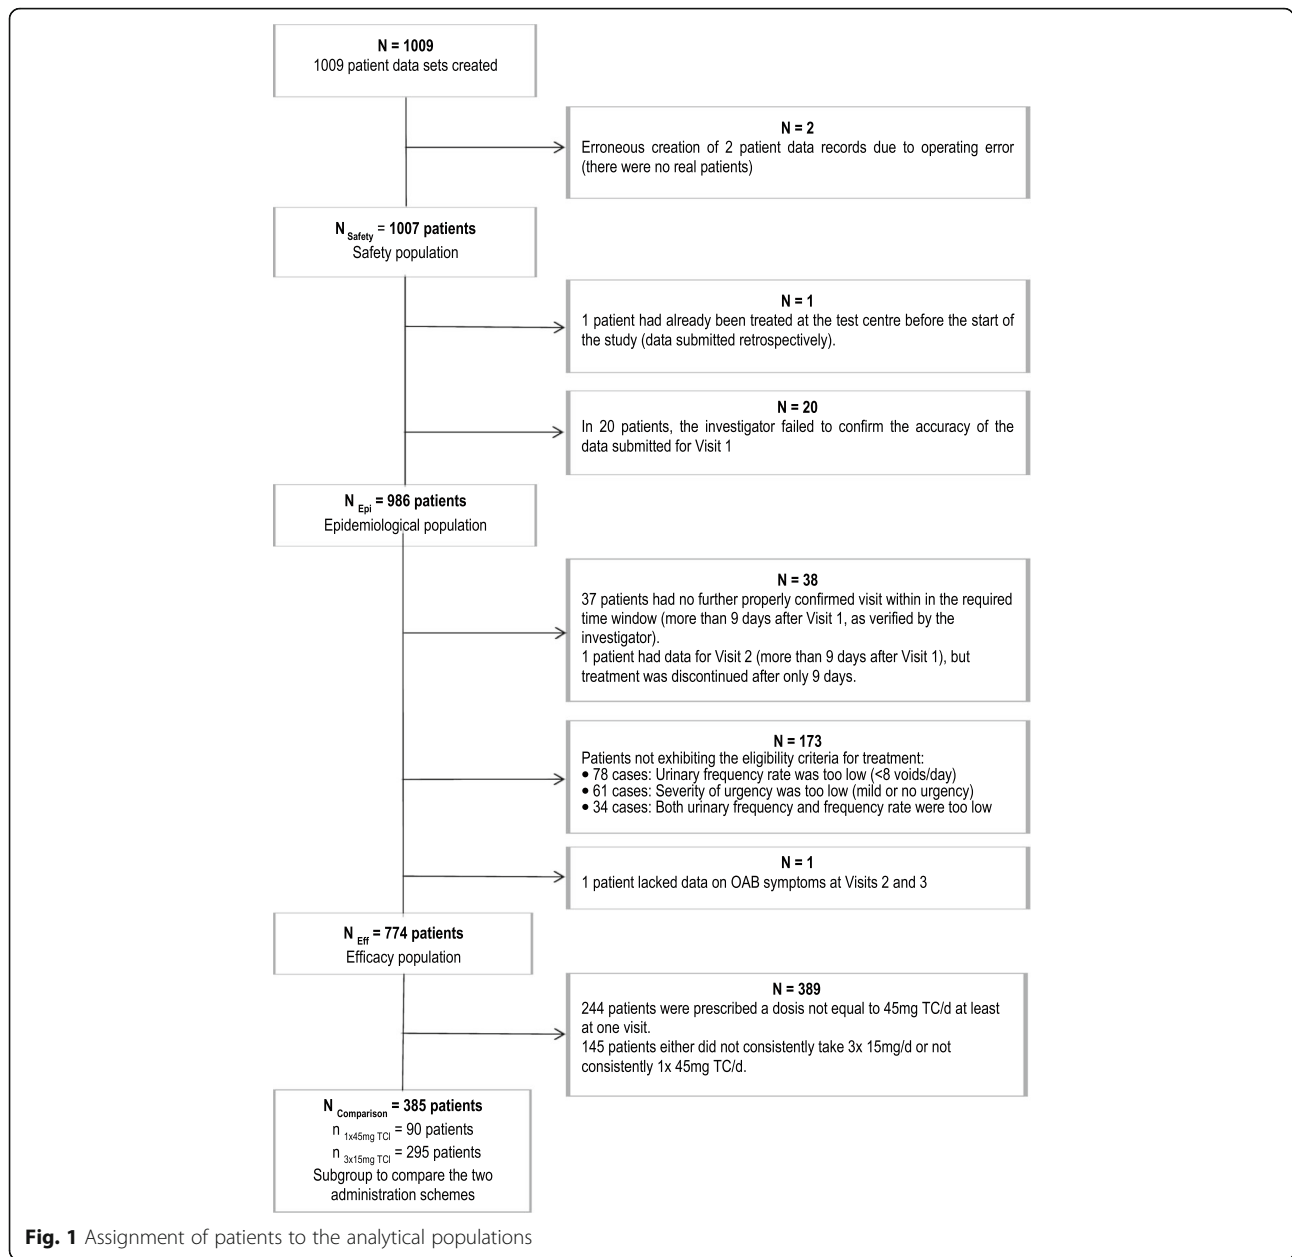 N = 1009
1009 patient data sets created
N = 2
Erroneous creation of 2 patient data records due to operating error
(there were no real patients)
N Safety = 1007 patients
Safety population
N = 1
1 patient had already been treated at the test centre before the start of
the study (data submitted retrospectively).
N = 20
In 20 patients, the investigator failed to confirm the accuracy of the
data submitted for Visit 1
N Epi = 986 patients
Epidemiological population
N = 38
37 patients had no further properly confirmed visit within in the required
time window (more than 9 days after Visit 1, as verified by the
investigator).
1 patient had data for Visit 2 (more than 9 days after Visit 1), but
treatment was discontinued after only 9 days.
N = 173
Patients not exhibiting the eligibility criteria for treatment:
• 78 cases: Urinary frequency rate was too low (<8 voids/day)
• 61 cases: Severity of urgency was too low (mild or no urgency)
• 34 cases: Both urinary frequency and frequency rate were too low
N = 1
1 patient lacked data on OAB symptoms at Visits 2 and 3
N Eff = 774 patients
Efficacy population
N = 389
244 patients were prescribed a dosis not equal to 45mg TC/d at least
at one visit.
145 patients either did not consistently take 3x 15mg/d or not
consistently 1x 45mg TC/d.
N Comparison = 385 patients
n 1x45mg TCI = 90 patients
n 3x15mg TCI = 295 patients
Subgroup to compare the two
administration schemes
Fig. 1 Assignment of patients to the analytical populations